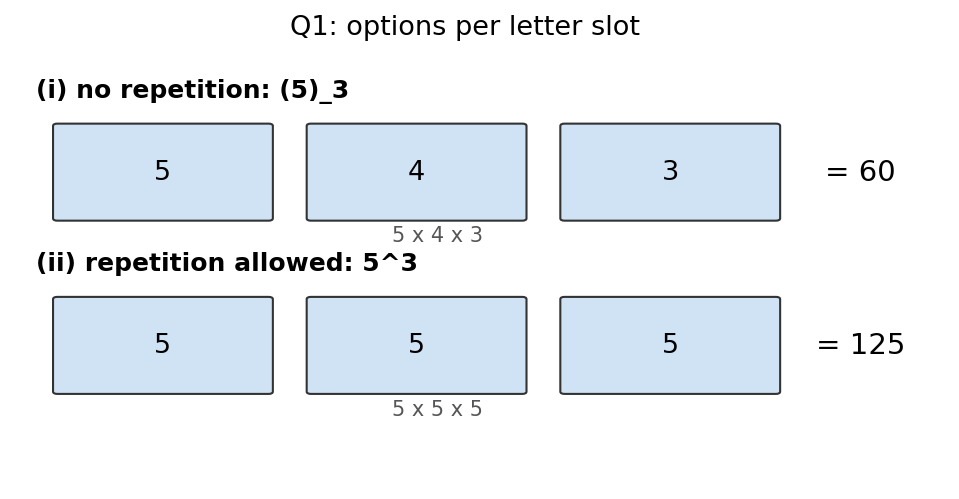 Q1: options per letter slot
(i) no repetition: (5)_3
5 4 3 = 60
5 x 4 x 3
(ii) repetition allowed: 5^3
5 5 5 = 125
5 x 5 x 5